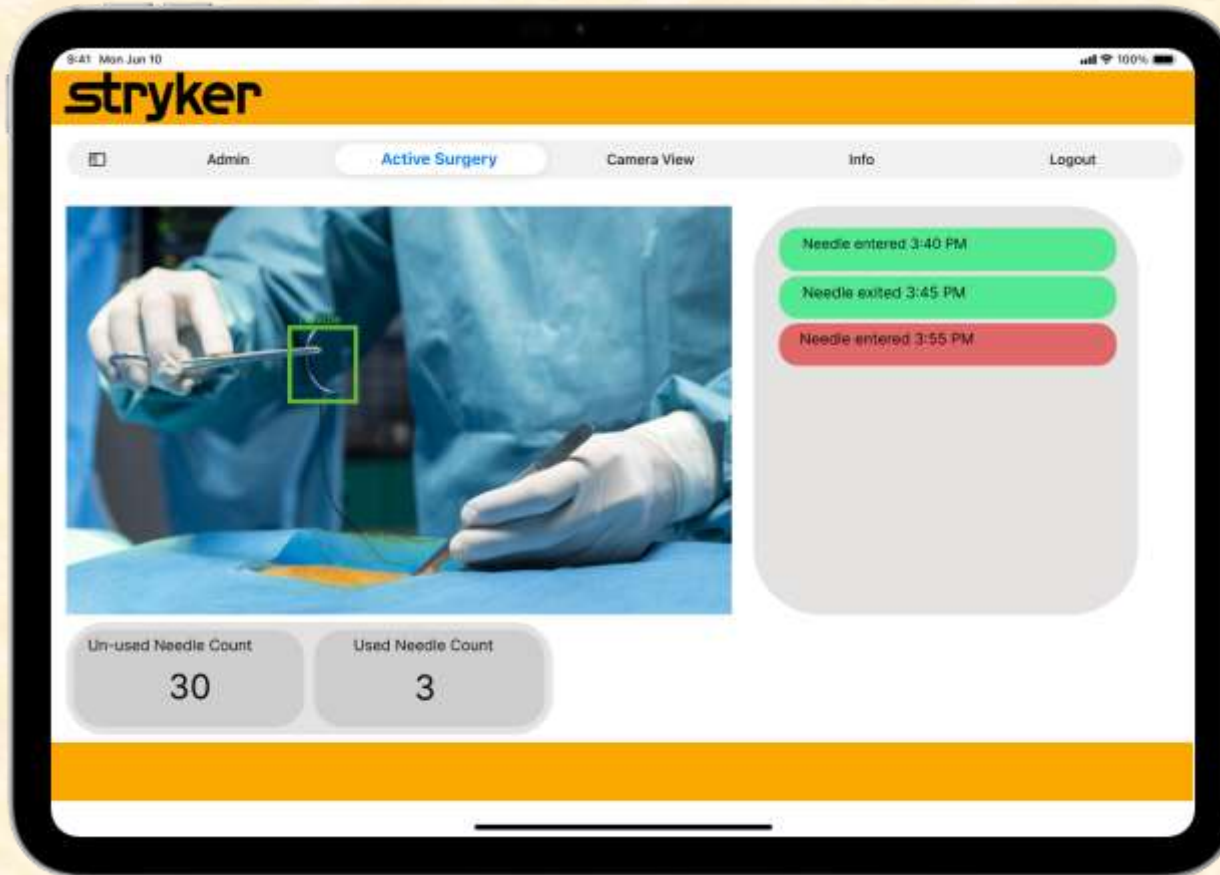 9:41 Mon Jun 10
100%
stryker
Admin
Active Surgery
Camera View
Info
Logout
Needle entered 3:40 PM
Needle exited 3:45 PM
Needle entered 3:55 PM
Un-used Needle Count
Used Needle Count
30
3